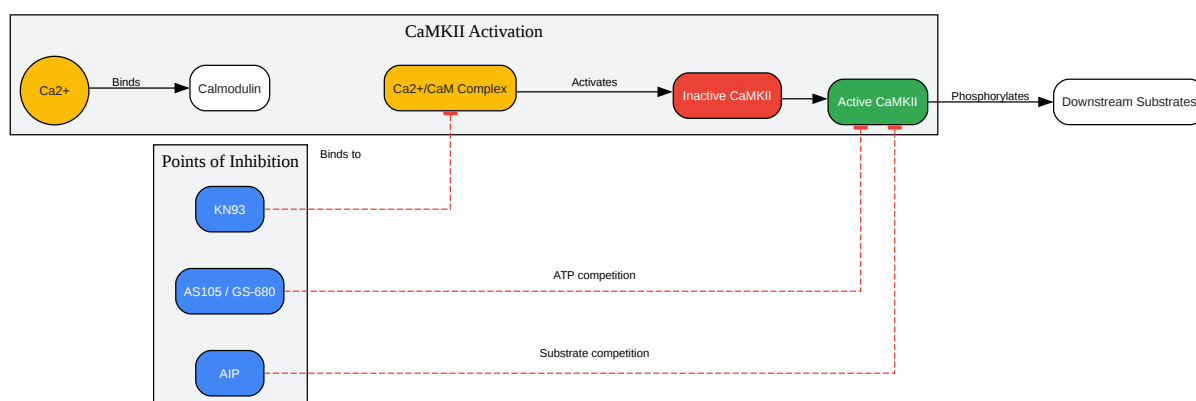 CaMKII Activation
Ca2+
Binds
Calmodulin
Ca2+/CaM Complex
Activates
Inactive CaMKII
Active CaMKII
Phosphorylates
Downstream Substrates
Points of Inhibition
Binds to
KN93
AS105 / GS-680
ATP competition
AIP
Substrate competition